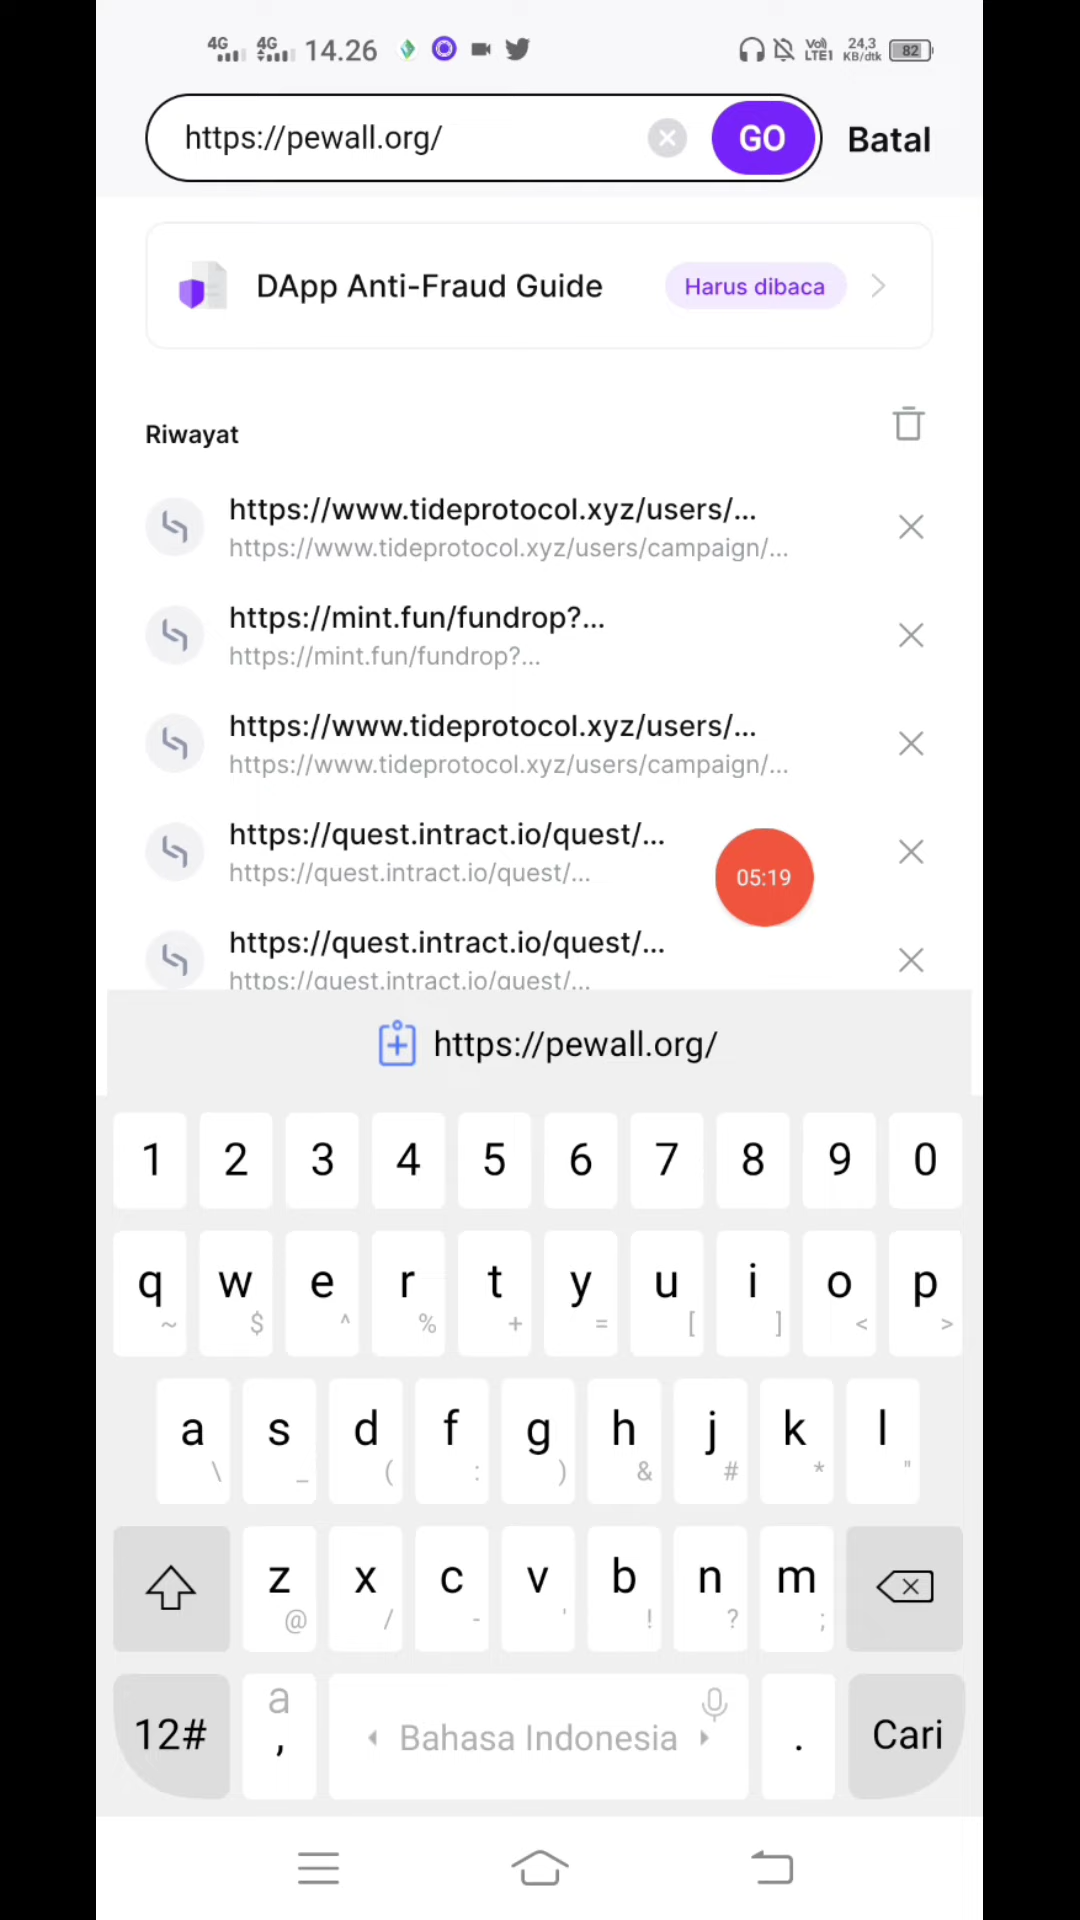 4G 4G 14.26 Vo) LTE1 24,3 KB/dtk 82
https://pewall.org/ GO Batal
DApp Anti-Fraud Guide Harus dibaca
Riwayat
https://www.tideprotocol.xyz/users/...
https://www.tideprotocol.xyz/users/campaign/...
https://mint.fun/fundrop?...
https://mint.fun/fundrop?...
https://www.tideprotocol.xyz/users/...
https://www.tideprotocol.xyz/users/campaign/...
https://quest.intract.io/quest/...
https://quest.intract.io/quest/...
05:19
https://quest.intract.io/quest/...
https://quest.intract.io/quest/...
https://pewall.org/
1 2 3 4 5 6 7 8 9 0
q w e r t y u i o p
~ $ ^ % + = [ ] < >
a s d f g h j k l
\ _ ( : ) & # * "
z x c v b n m
@ / - ' ! ? ;
12# a , Bahasa Indonesia . Cari